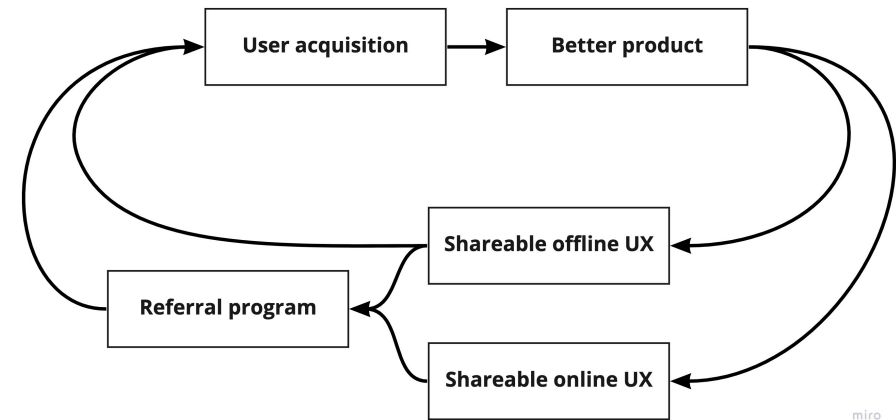 User acquisition
Better product
Shareable offline UX
Referral program
Shareable online UX
miro